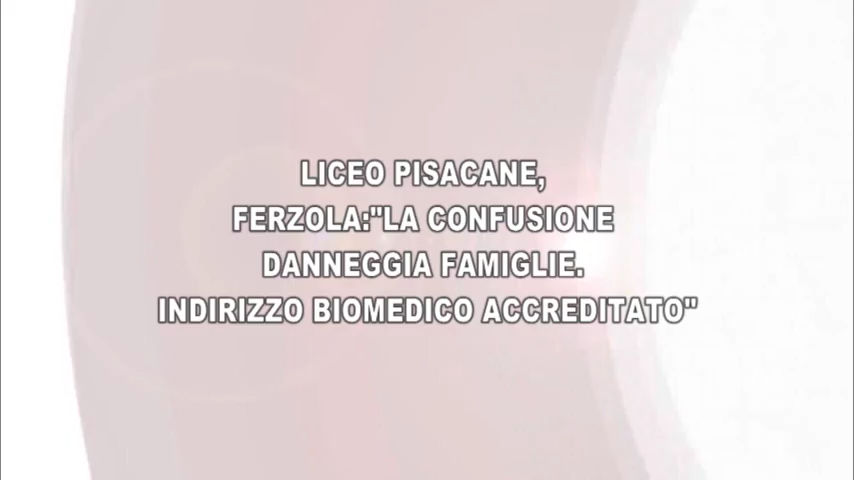 LICEO PISACANE,
FERZOLA:"LA CONFUSIONE
DANNEGGIA FAMIGLIE.
INDIRIZZO BIOMEDICO ACCREDITATO"